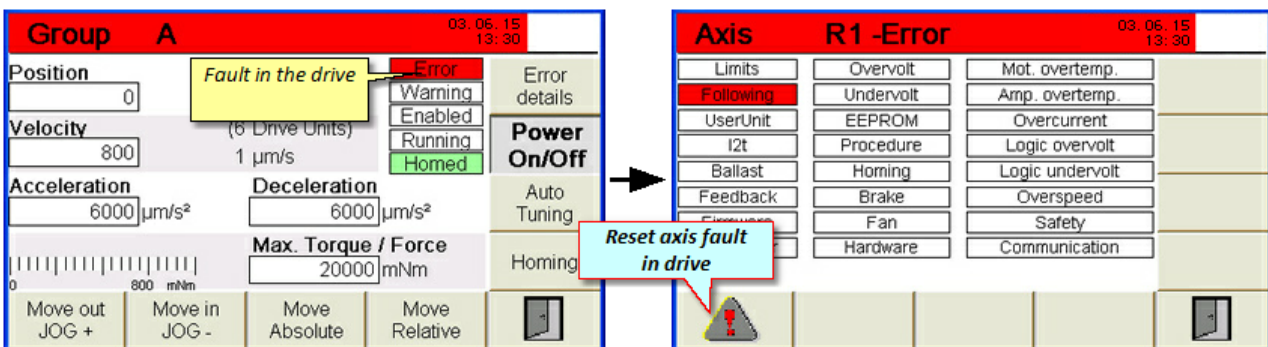 Group A
03. 06. 15
13: 30
Position
0
Fault in the drive
Error
Warning
Enabled
Running
Homed
Velocity
(6 Drive Units)
800
1 µm/s
Acceleration
6000 µm/s²
Deceleration
6000 µm/s²
Max. Torque / Force
20000 mNm
0 800 mNm
Error
details
Power
On/Off
Auto
Tuning
Homing
Move out
JOG +
Move in
JOG -
Move
Absolute
Move
Relative
Axis R1 -Error
03. 06. 15
13: 30
Limits Overvolt Mot. overtemp.
Following Undervolt Amp. overtemp.
UserUnit EEPROM Overcurrent
I2t Procedure Logic overvolt
Ballast Homing Logic undervolt
Feedback Brake Overspeed
Fan Safety
Hardware Communication
Reset axis fault
in drive